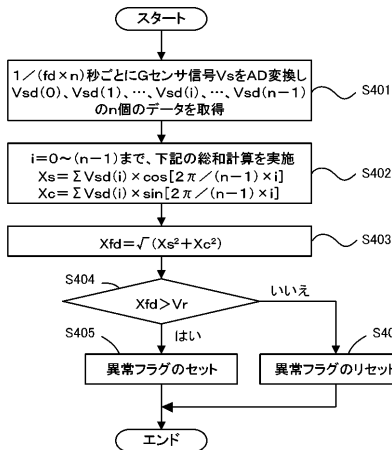 スタート
1/(fd×n)秒ごとにGセンサ信号VsをAD変換し
Vsd(0)、Vsd(1)、…、Vsd(i)、…、Vsd(n−1)
のn個のデータを取得
S401
i=0~(n−1)まで、下記の総和計算を実施
Xs=ΣVsd(i)×cos[2π/(n−1)×i]
Xc=ΣVsd(i)×sin[2π/(n−1)×i]
S402
Xfd=√(Xs²+Xc²)
S403
S404
Xfd>Vr
いいえ
はい
S405
異常フラグのセット
異常フラグのリセット
エンド